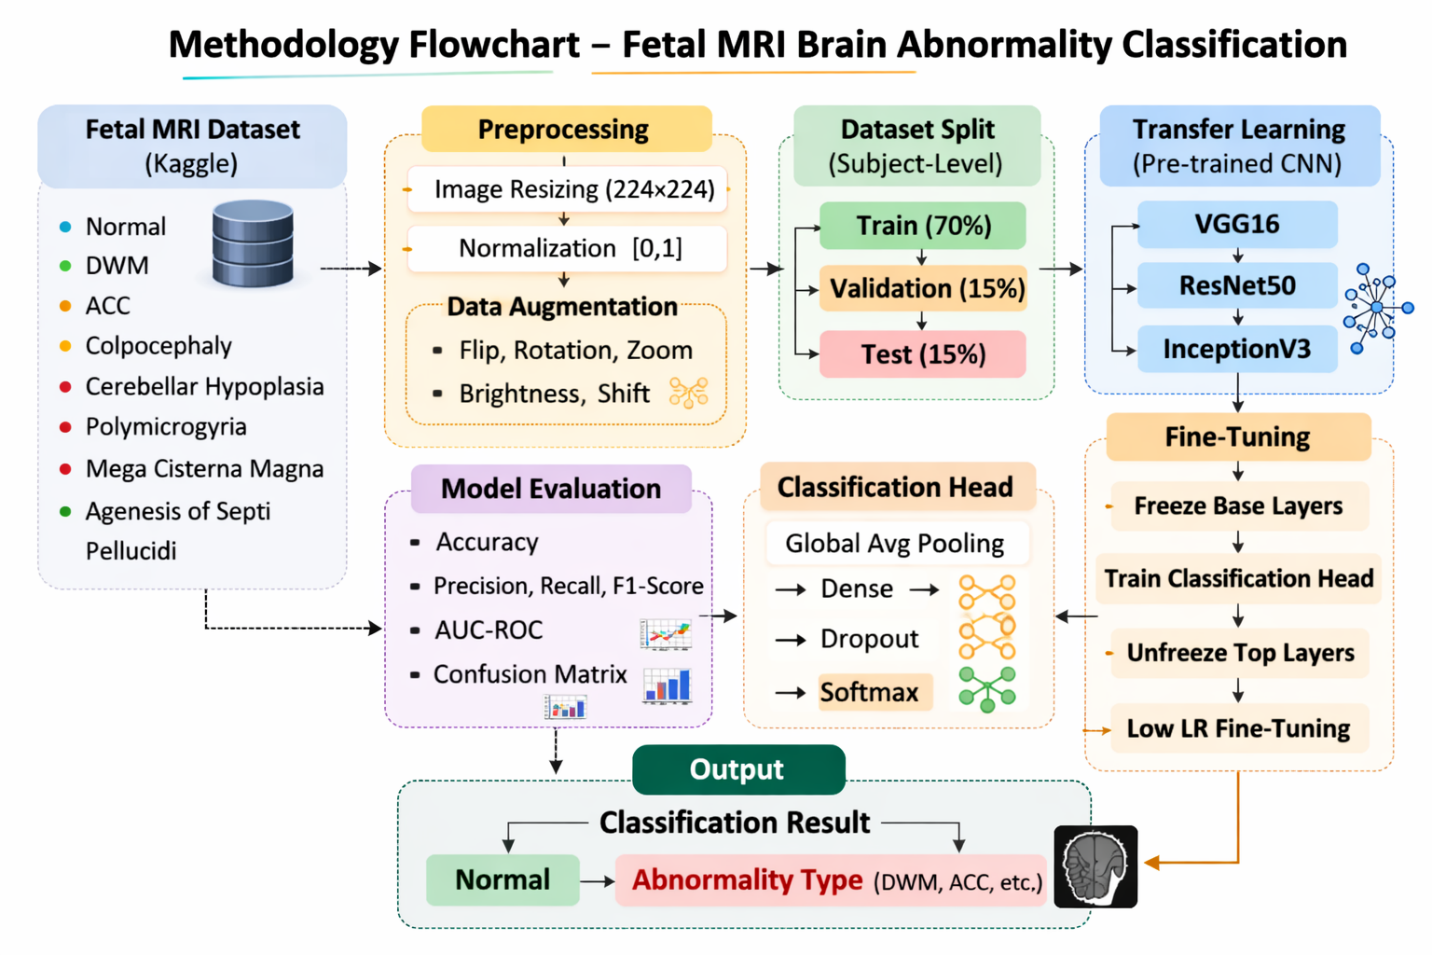 Methodology Flowchart – Fetal MRI Brain Abnormality Classification
Fetal MRI Dataset
(Kaggle)
Normal
DWM
ACC
Colpocephaly
Cerebellar Hypoplasia
Polymicrogyria
Mega Cisterna Magna
Agenesis of Septi
Pellucidi
Preprocessing
Image Resizing (224×224)
Normalization [0,1]
Data Augmentation
Flip, Rotation, Zoom
Brightness, Shift
Dataset Split
(Subject-Level)
Train (70%)
Validation (15%)
Test (15%)
Transfer Learning
(Pre-trained CNN)
VGG16
ResNet50
InceptionV3
Fine-Tuning
Freeze Base Layers
Train Classification Head
Unfreeze Top Layers
Low LR Fine-Tuning
Classification Head
Global Avg Pooling
Dense
Dropout
Softmax
Model Evaluation
Accuracy
Precision, Recall, F1-Score
AUC-ROC
Confusion Matrix
Output
Classification Result
Normal
Abnormality Type (DWM, ACC, etc.)